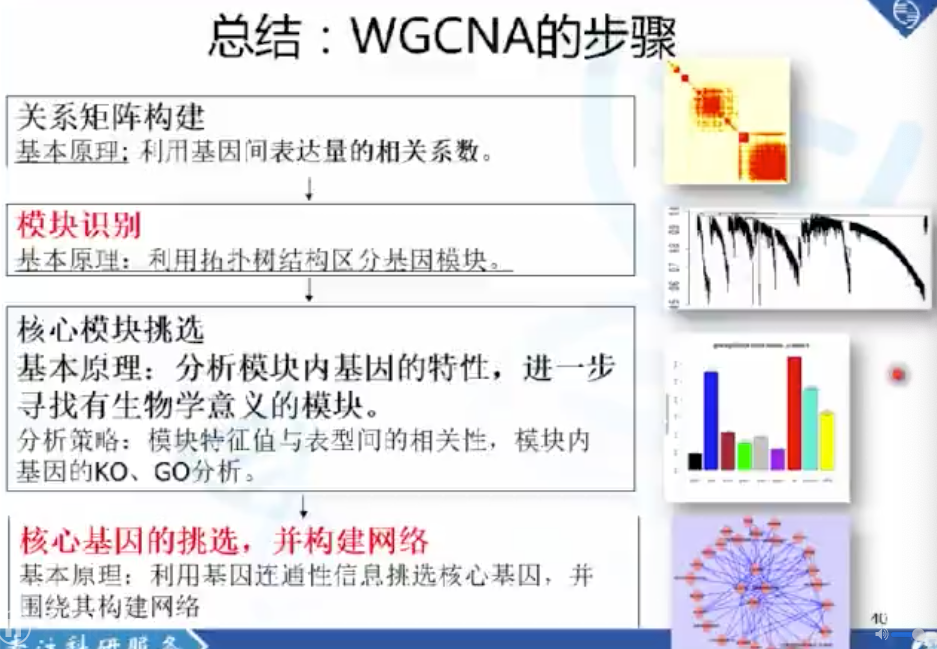 总结：WGCNA的步骤
关系矩阵构建
基本原理：利用基因间表达量的相关系数。
模块识别
基本原理：利用拓扑树结构区分基因模块。
核心模块挑选
基本原理：分析模块内基因的特性，进一步
寻找有生物学意义的模块。
分析策略：模块特征值与表型间的相关性，模块内
基因的KO、GO分析。
核心基因的挑选，并构建网络
基本原理：利用基因连通性信息挑选核心基因，并
围绕其构建网络
40
专注科研服务